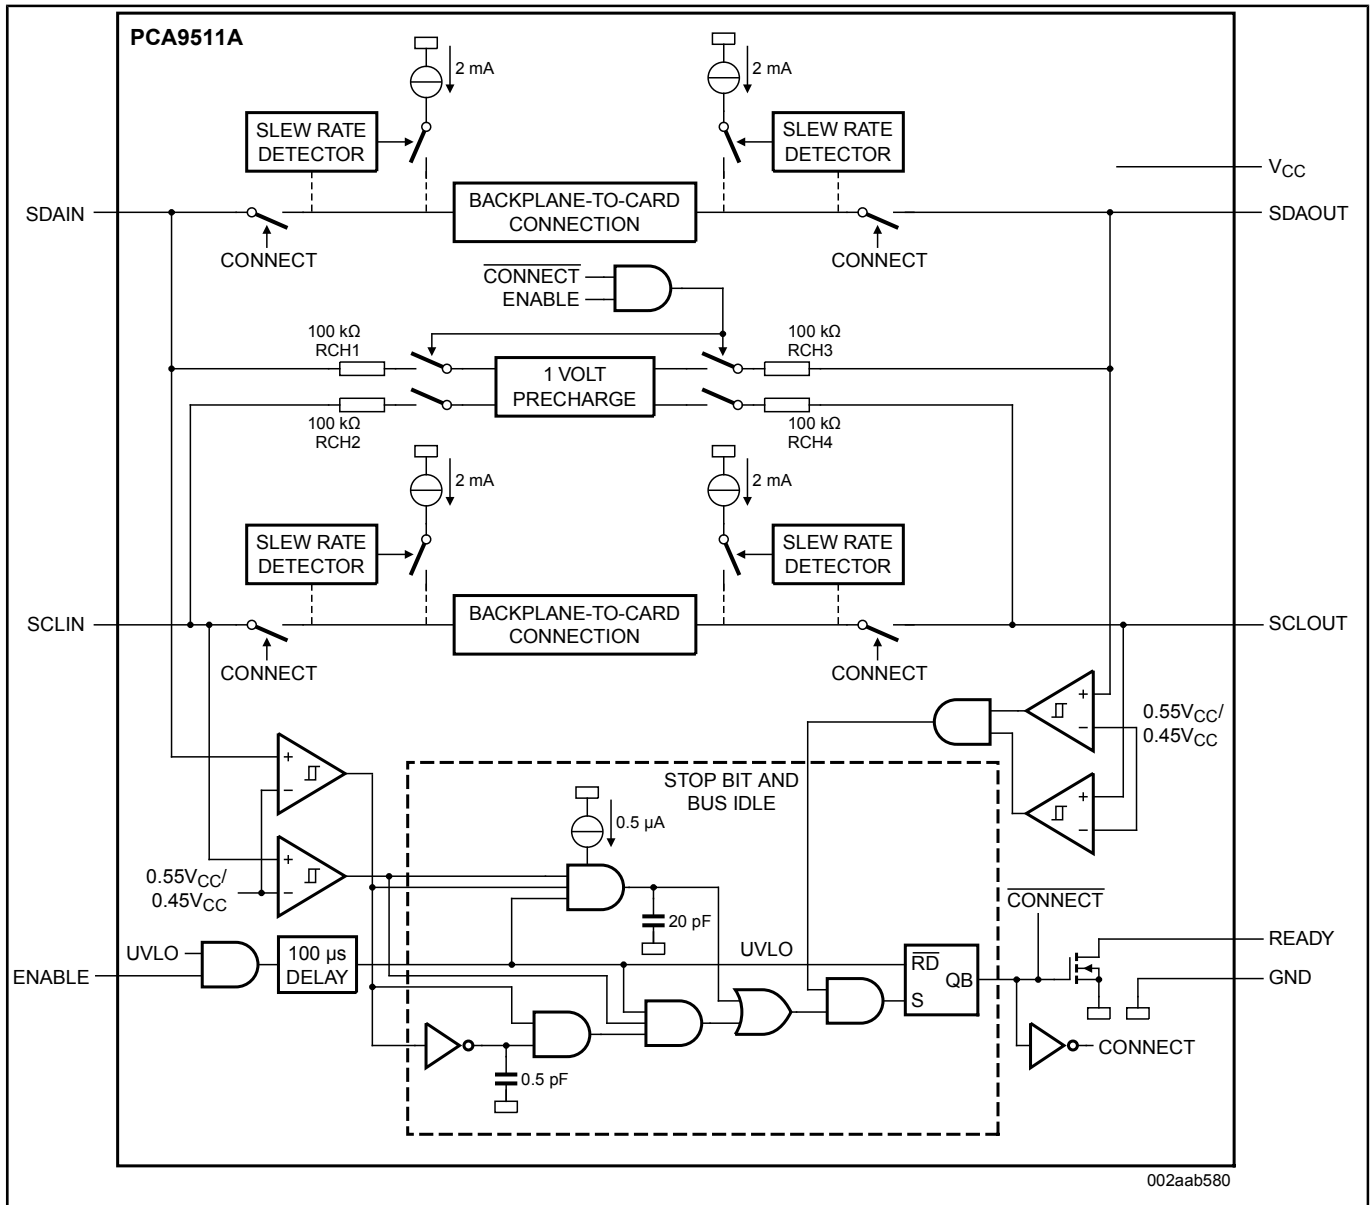 PCA9511A
2 mA
2 mA
SLEW RATE
DETECTOR
SLEW RATE
DETECTOR
VCC
SDAIN
BACKPLANE-TO-CARD
CONNECTION
SDAOUT
CONNECT
CONNECT
CONNECT
ENABLE
100 kΩ
RCH1
100 kΩ
RCH3
1 VOLT
PRECHARGE
100 kΩ
RCH2
100 kΩ
RCH4
2 mA
2 mA
SLEW RATE
DETECTOR
SLEW RATE
DETECTOR
SCLIN
BACKPLANE-TO-CARD
CONNECTION
SCLOUT
CONNECT
CONNECT
+
−
0.55VCC/
0.45VCC
+
−
STOP BIT AND
BUS IDLE
+
−
0.5 µA
+
−
0.55VCC/
0.45VCC
CONNECT
20 pF
UVLO
100 µs
DELAY
UVLO
RD
QB
S
READY
ENABLE
GND
CONNECT
0.5 pF
002aab580